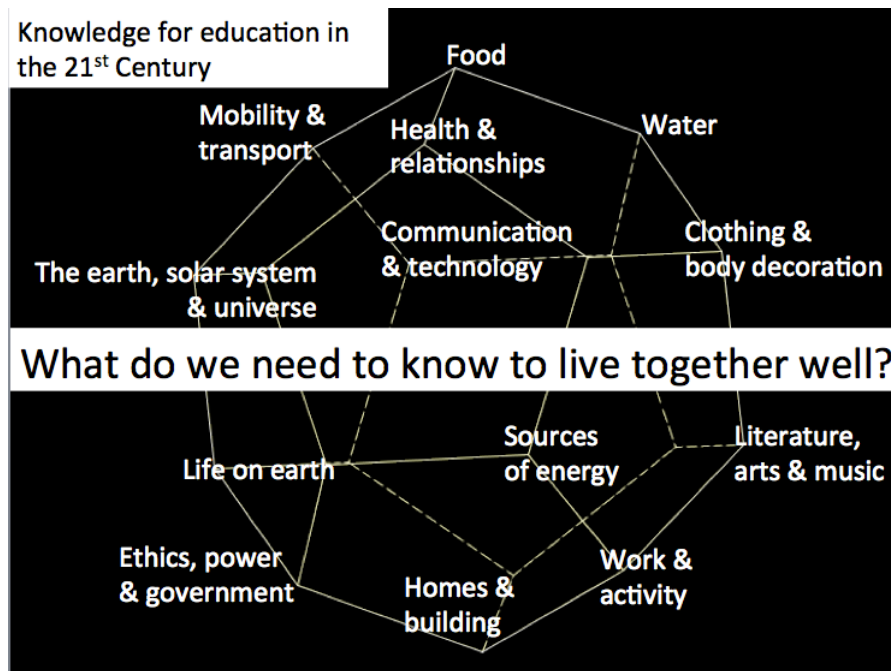 Knowledge for education in
the 21st Century
Food
Mobility &
transport
Health &
relationships
Water
Communication
& technology
Clothing &
body decoration
The earth, solar system
& universe
What do we need to know to live together well?
Sources
of energy
Literature,
arts & music
Life on earth
Ethics, power
& government
Homes &
building
Work &
activity